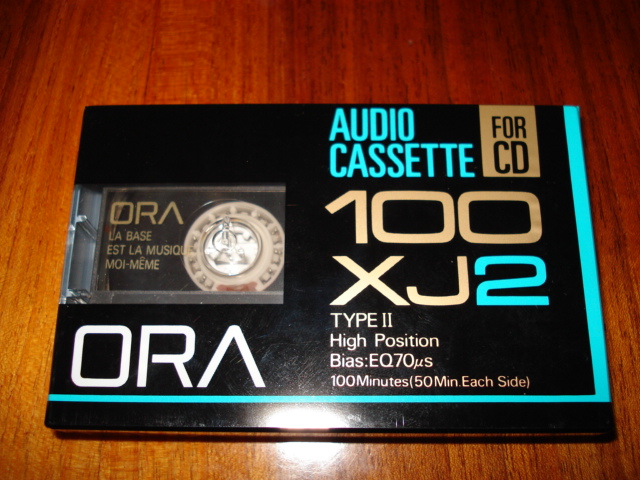 AUDIO
CASSETTE
FOR
CD
ORA
LA BASE
EST LA MUSIQU
MOI-MÊME
100
XJ2
TYPE II
High Position
Bias:EQ70μs
100Minutes(50Min.Each Side)
ORA